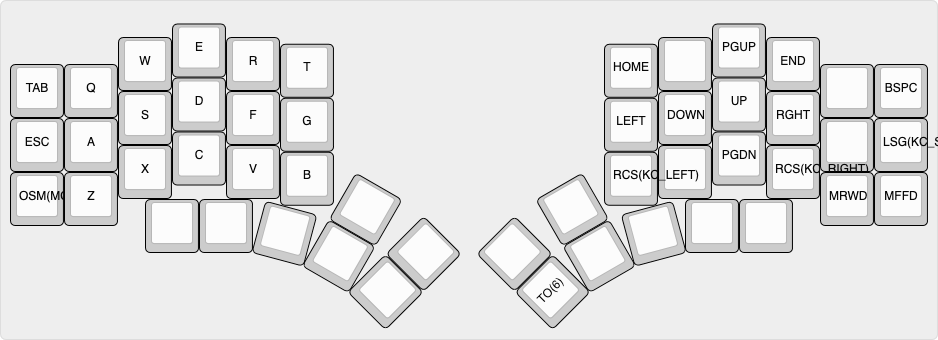 E
PGUP
W
R
T
HOME
END
TAB
Q
BSPC
D
UP
S
F
G
LEFT
DOWN
RGHT
ESC
A
LSG(KC_S
C
PGDN
X
V
B
RCS(KC_LEFT)
RCS(KC_RIGHT)
OSM(MO
Z
MRWD
MFFD
TO(6)